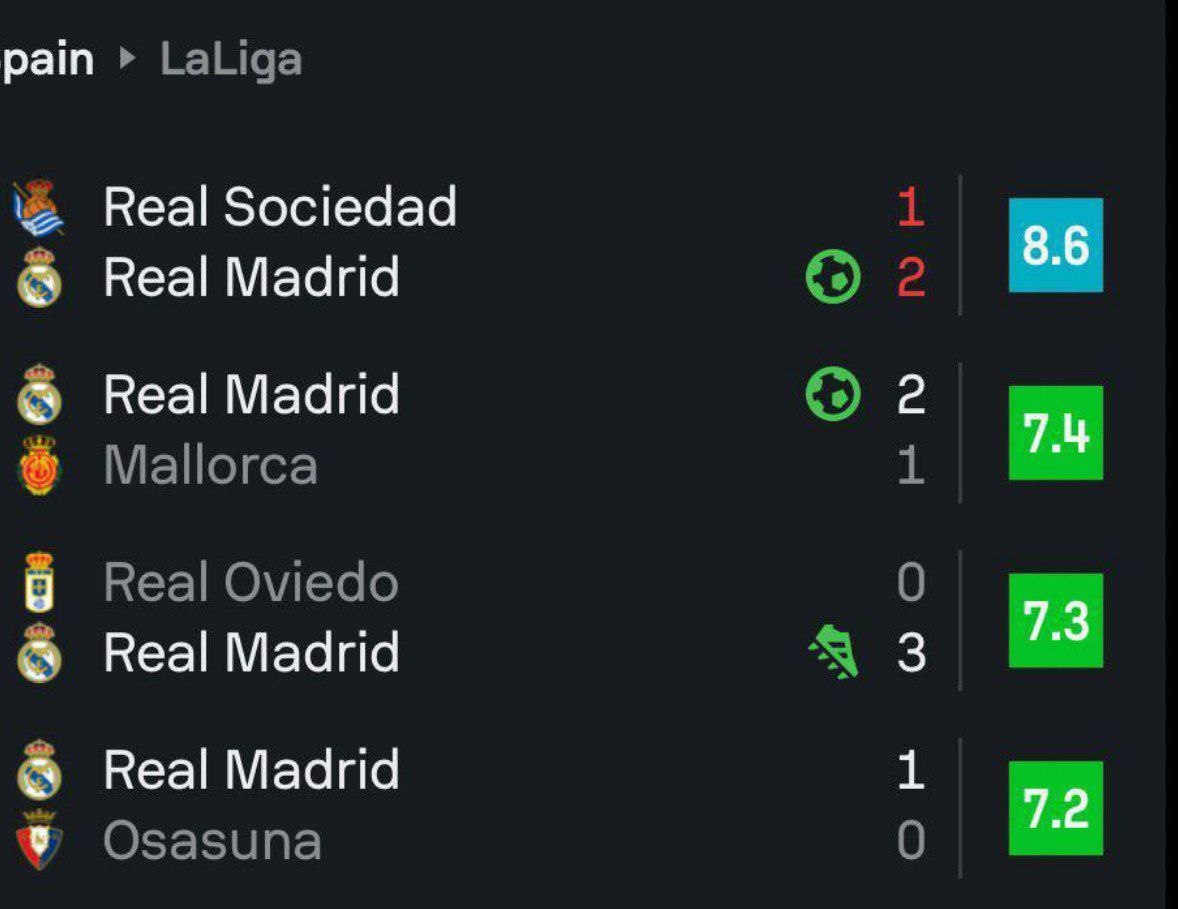 pain ▸ LaLiga
Real Sociedad 1
Real Madrid 2
8.6
Real Madrid 2
Mallorca 1
7.4
Real Oviedo 0
Real Madrid 3
7.3
Real Madrid 1
Osasuna 0
7.2